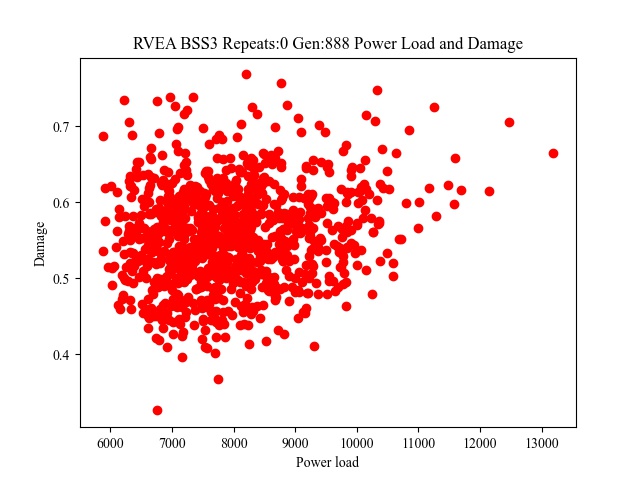 RVEA BSS3 Repeats:0 Gen:888 Power Load and Damage
0.7
0.6
0.5
0.4
Damage
6000 7000 8000 9000 10000 11000 12000 13000
Power load